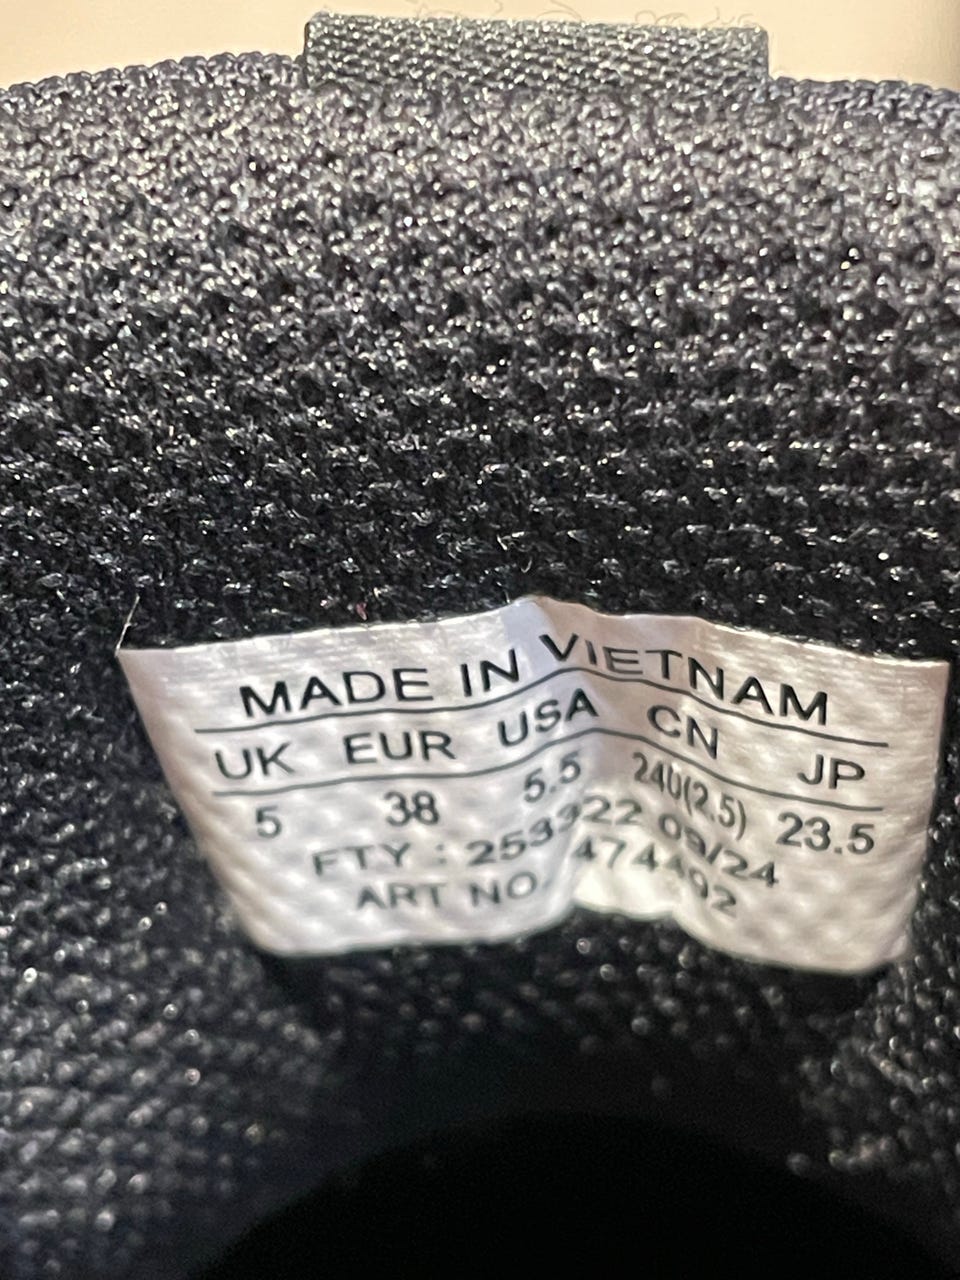 MADE IN VIETNAM
UK EUR USA CN JP
5 38 5.5 240(2.5) 23.5
FTY : 253322 09/24
ART NO. 474492